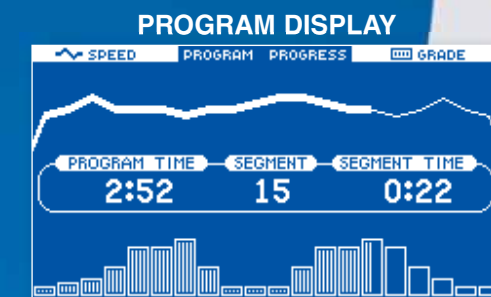 PROGRAM DISPLAY
SPEED PROGRAM PROGRESS GRADE
PROGRAM TIME SEGMENT SEGMENT TIME
2:52 15 0:22